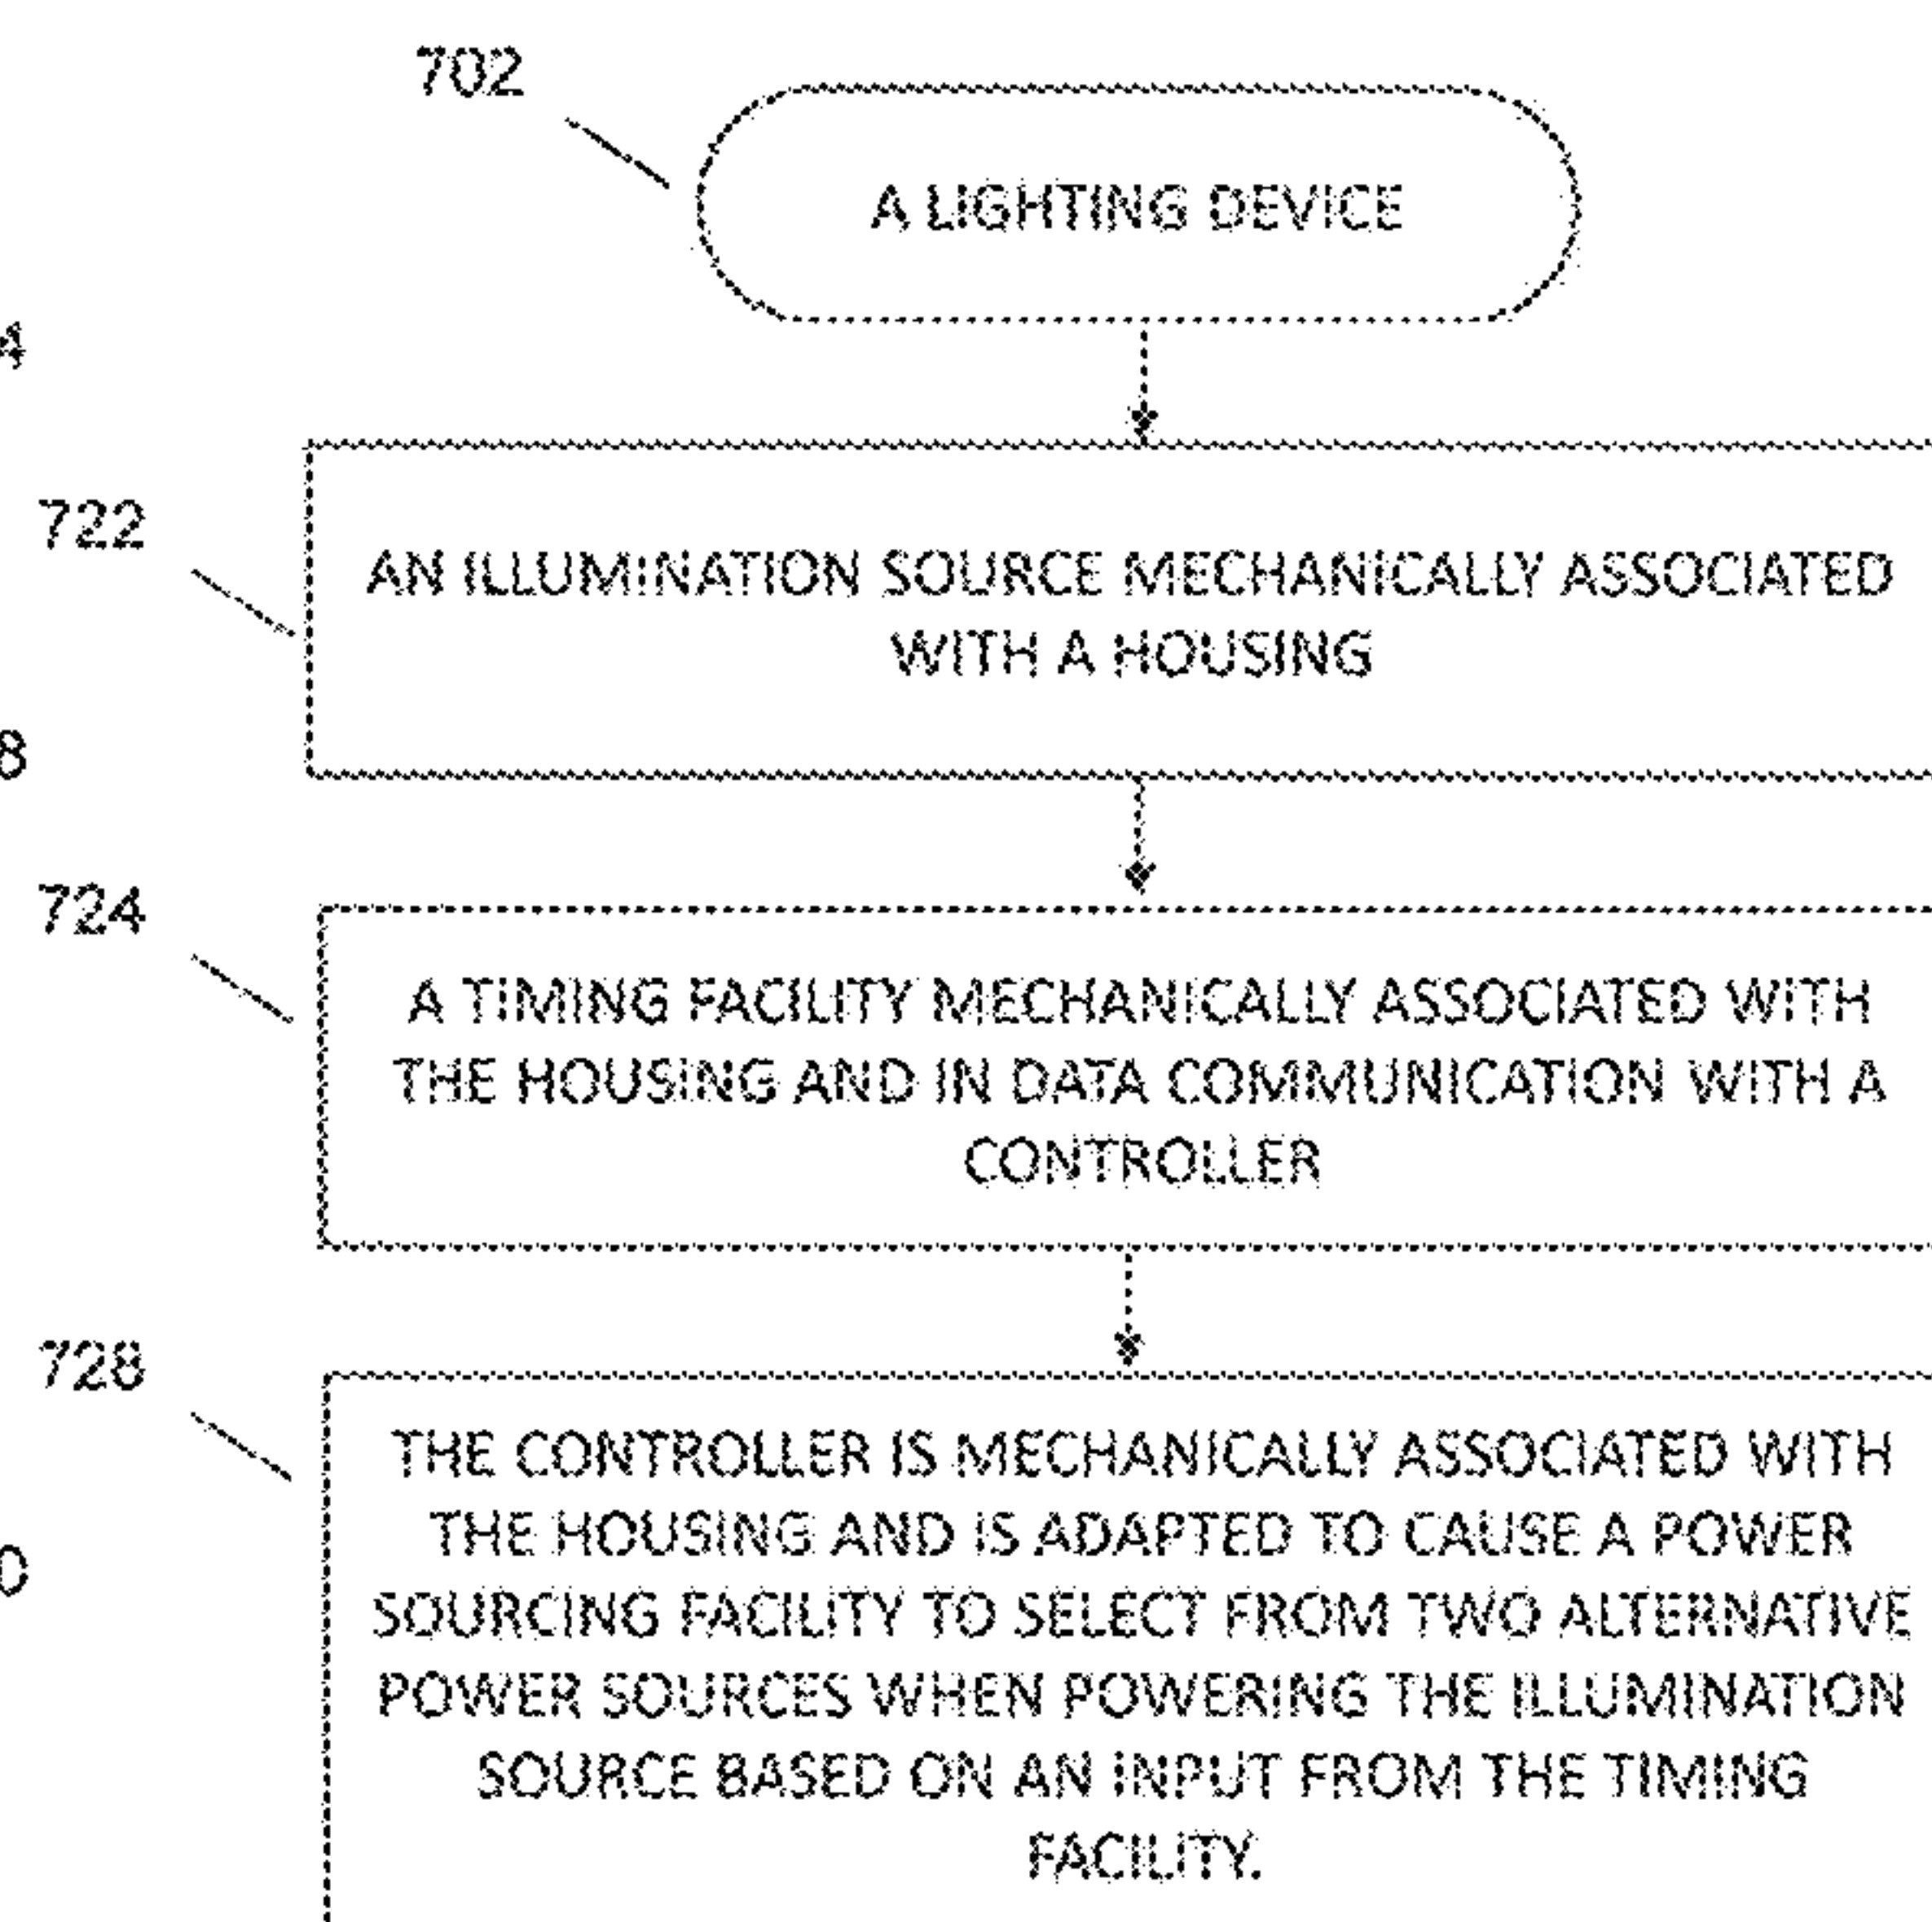 702
A LIGHTING DEVICE
4
722
AN ILLUMINATION SOURCE MECHANICALLY ASSOCIATED
WITH A HOUSING
8
724
A TIMING FACILITY MECHANICALLY ASSOCIATED WITH
THE HOUSING AND IN DATA COMMUNICATION WITH A
CONTROLLER
728
THE CONTROLLER IS MECHANICALLY ASSOCIATED WITH
THE HOUSING AND IS ADAPTED TO CAUSE A POWER
0
SOURCING FACILITY TO SELECT FROM TWO ALTERNATIVE
POWER SOURCES WHEN POWERING THE ILLUMINATION
SOURCE BASED ON AN INPUT FROM THE TIMING
FACILITY.